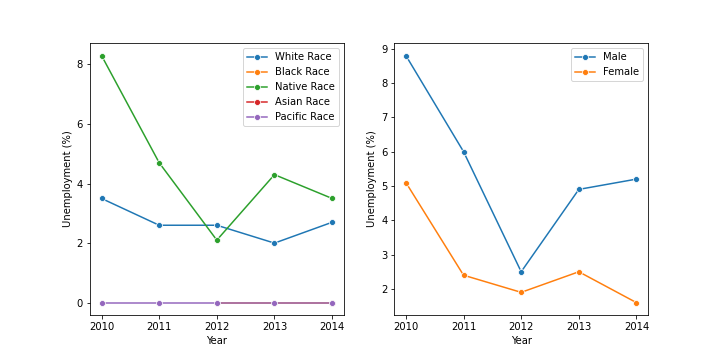 White Race
Black Race
Native Race
Asian Race
Pacific Race
Unemployment (%)
8
6
4
2
0
2010 2011 2012 2013 2014
Year
Male
Female
Unemployment (%)
9
8
7
6
5
4
3
2
2010 2011 2012 2013 2014
Year